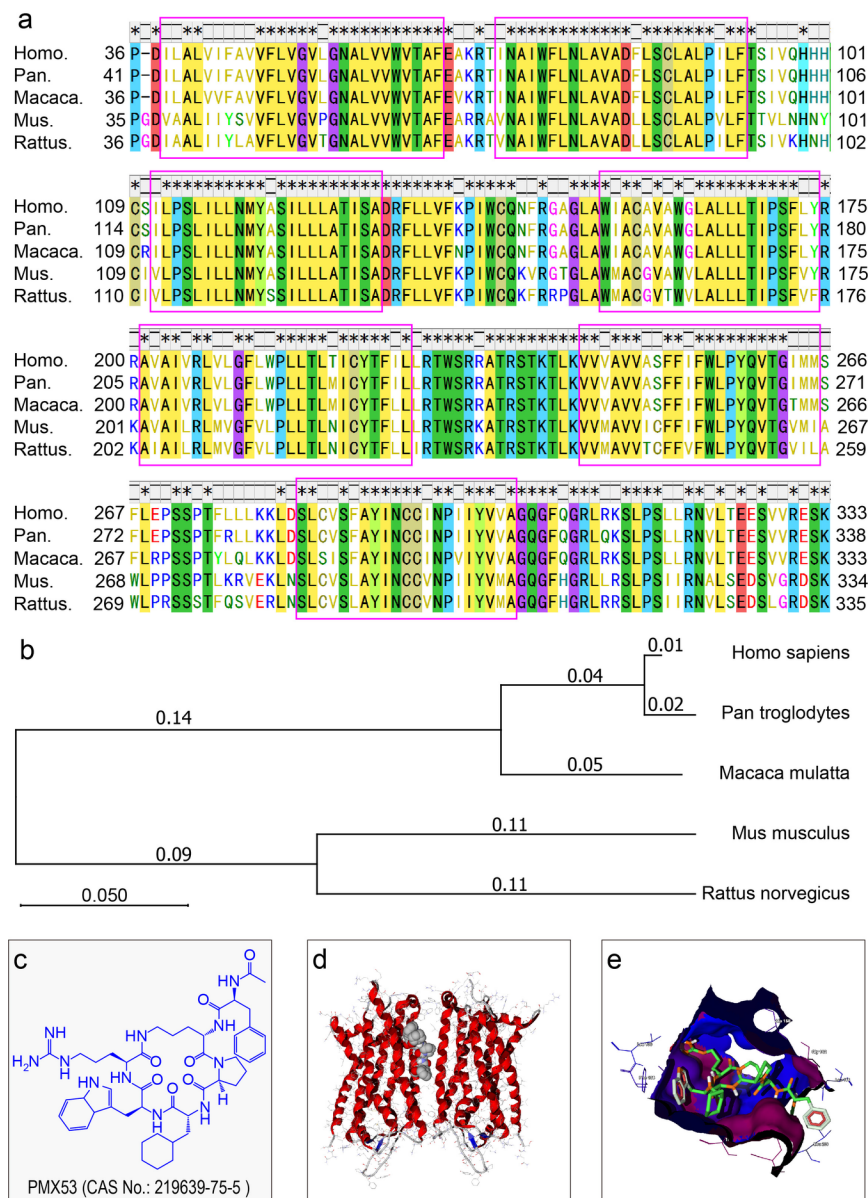 a
Homo. 36 P-DILALVIFAVVFLVGVLGNALVVWVTAFEAKRTINAIWFLNLAVADFLSCLALPILFTSIVQHHH 101
Pan. 41 P-DILALVIFAVVFLVGVLGNALVVWVTAFEAKRTINAIWFLNLAVADFLSCLALPILFTSIVQHHH 106
Macaca. 36 P-DIVALVVFAVVFLVGVPGNALVVWVTAFEAKRTINAIWFLNLAVADLLSCLALPILFTSIVQHHH 101
Mus. 35 PGDVAALIIYSVVFLVGVPGNALVVWVTAFEARRAVNAIWFLNLAVADLLSCLALPVLFTTVLNHNY 101
Rattus. 36 PGDIAALIIYLAVFLVGVTGNALVVWVTAFEAKRTVNAIWFLNLAVADLLSCLALPILFTSIVKHNH 102
Homo. 109 CSILPSLILLNMYASILLLATISADRFLLVFKPIWCQNFRGAGLAWIACAVAWGLALLLTIPSFLYR 175
Pan. 114 CSILPSLILLNMYASILLLATISADRFLLVFKPIWCQNFRGAGLAWIACAVAWGLALLLTIPSFLYR 180
Macaca. 109 CRILPSLILLNMYASILLLATISADRFLLVFNPIWCQNFRGAGLAWIACAVAWGLALLLTIPSFLYR 175
Mus. 109 CIVLPSLILLNMYASILLLATISADRFLLVFKPIWCQKVRGTGLAWMACGVAWVLALLLTIPSFVYR 175
Rattus. 110 CIVLPSLILLNMYSSILLLATISADRFLLVFKPIWCQKFRRPGLAWMACGVTWVLALLLTIPSFVFR 176
Homo. 200 RAVAIVRLVLGFLWPLLTLTICYTFILLRTWSRRATRSTKTLKVVVAVVASFFIFWLPYQVTGIMMS 266
Pan. 205 RAVAIVRLVLGFLWPLLTLMICYTFILLRTWSRRATRSTKTLKVVVAVVASFFIFWLPYQVTGIMMS 271
Macaca. 200 RAVAIVRLVLGFLWPLLTLMICYTFLLLRTWSRRATRSTKTLKVVVAVVASFFIFWLPYQVTGTMMS 266
Mus. 201 KAVAILRLMVGFVLPLLTLNICYTFLLLRTWSRKATRSTKTLKVVMAVVICFFIFWLPYQVTGVMIA 267
Rattus. 202 KAIAILRLMVGFVLPLLTLNICYTFLLIRTWSRKATRSTKTLKVVMAVVTCFFVFWLPYQVTGVILA 259
Homo. 267 FLEPSSPTFLLLKKLDSLCVSFAYINCCINPIIYVVAGQGFQGRLRKSLPSLLRNVLTEESVVRESK 333
Pan. 272 FLEPSSPTFRLLKKLDSLCVSFAYINCCINPIIYVVAGQGFQGRLQKSLPSLLRNVLTEESVVRESK 338
Macaca. 267 FLRPSSPTYLQLKKLDSLSISFAYINCCINPVIYVVAGQGFQGRLRKSLPSLLRNVLTEESVVRESK 333
Mus. 268 WLPPSSPTLKRVEKLNSLCVSLAYINCCVNPIIYVMAGQGFHGRLLRSLPSIIRNALSEDSVGRDSK 334
Rattus. 269 WLPRSSSTFQSVERLNSLCVSLAYINCCVNPIIYVMAGQGFHGRLRRSLPSIIRNVLSEDSLGRDSK 335
b
0.01
Homo sapiens
0.04
0.02
Pan troglodytes
0.14
0.05
Macaca mulatta
0.11
Mus musculus
0.09
0.11
Rattus norvegicus
0.050
c
d
e
PMX53 (CAS No.: 219639-75-5 )